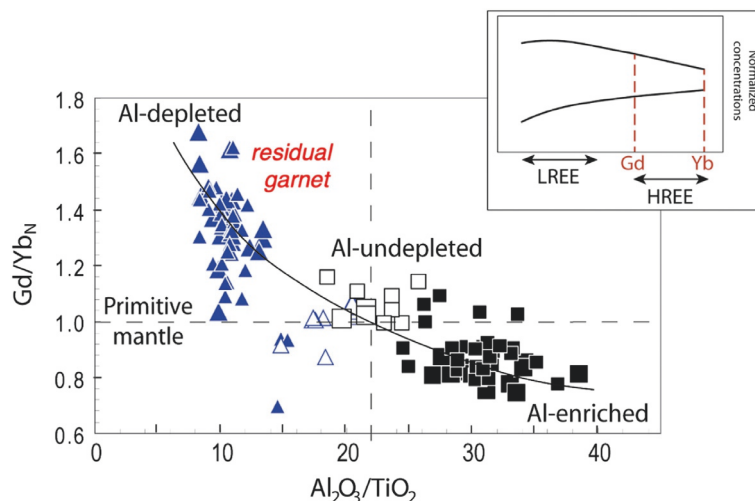 Normalized
concentrations
Gd
Yb
LREE
HREE
1.8
1.6
1.4
1.2
1.0
0.8
0.6
Gd/YbN
Al-depleted
residual
garnet
Al-undepleted
Primitive
mantle
Al-enriched
0
10
20
30
40
Al2O3/TiO2